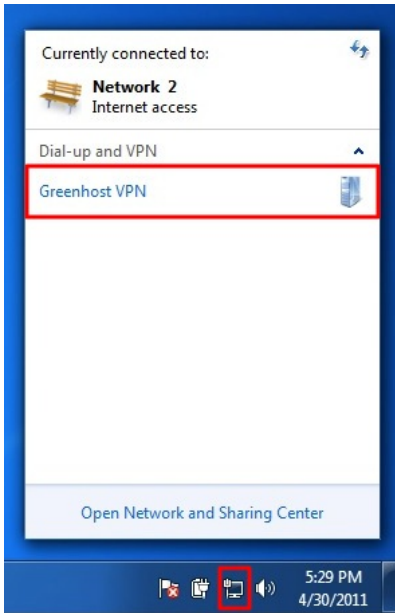 Currently connected to:
Network 2
Internet access
Dial-up and VPN
Greenhost VPN
Open Network and Sharing Center
5:29 PM
4/30/2011